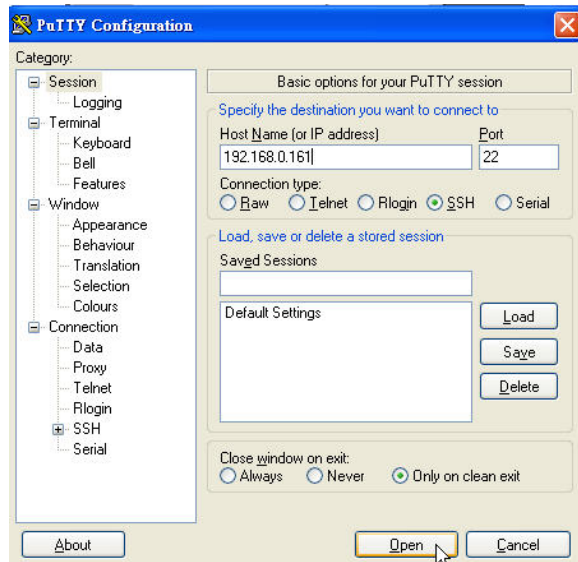 PuTTY Configuration
Category:
Session
Logging
Terminal
Keyboard
Bell
Features
Window
Appearance
Behaviour
Translation
Selection
Colours
Connection
Data
Proxy
Telnet
Rlogin
SSH
Serial
Basic options for your PuTTY session
Specify the destination you want to connect to
Host Name (or IP address) Port
192.168.0.161 22
Connection type:
Raw Telnet Rlogin SSH Serial
Load, save or delete a stored session
Saved Sessions
Default Settings
Load
Save
Delete
Close window on exit:
Always Never Only on clean exit
About Open Cancel